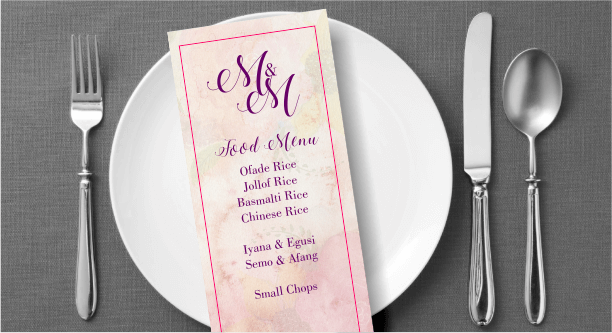 M&M
Food Menu
Ofade Rice
Jollof Rice
Basmalti Rice
Chinese Rice
Iyana & Egusi
Semo & Afang
Small Chops